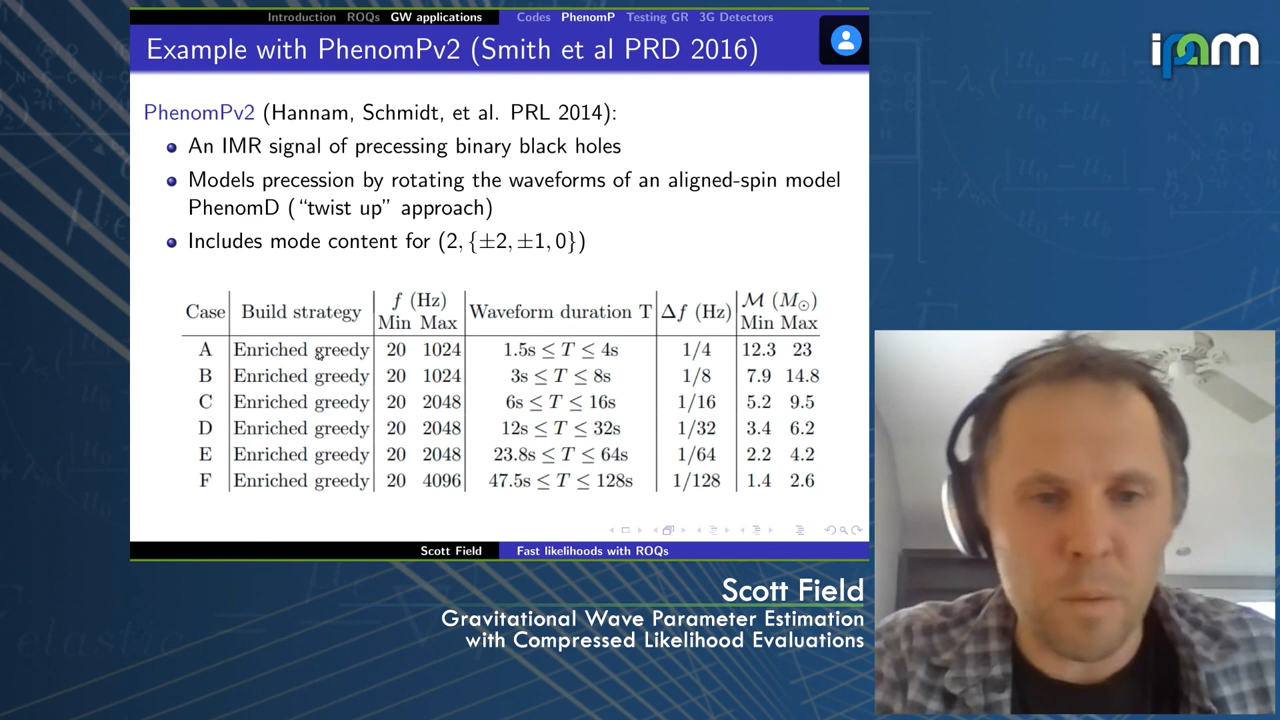 Introduction ROQs GW applications Codes PhenomP Testing GR 3G Detectors
Example with PhenomPv2 (Smith et al PRD 2016)
ipam
PhenomPv2 (Hannam, Schmidt, et al. PRL 2014):
An IMR signal of precessing binary black holes
Models precession by rotating the waveforms of an aligned-spin model
PhenomD ("twist up" approach)
Includes mode content for (2, {±2, ±1, 0})
Case Build strategy f (Hz) Min Max Waveform duration T Δf (Hz) ℳ (M⊙) Min Max
A Enriched greedy 20 1024 1.5s ≤ T ≤ 4s 1/4 12.3 23
B Enriched greedy 20 1024 3s ≤ T ≤ 8s 1/8 7.9 14.8
C Enriched greedy 20 2048 6s ≤ T ≤ 16s 1/16 5.2 9.5
D Enriched greedy 20 2048 12s ≤ T ≤ 32s 1/32 3.4 6.2
E Enriched greedy 20 2048 23.8s ≤ T ≤ 64s 1/64 2.2 4.2
F Enriched greedy 20 4096 47.5s ≤ T ≤ 128s 1/128 1.4 2.6
Scott Field Fast likelihoods with ROQs
Scott Field
Gravitational Wave Parameter Estimation
with Compressed Likelihood Evaluations